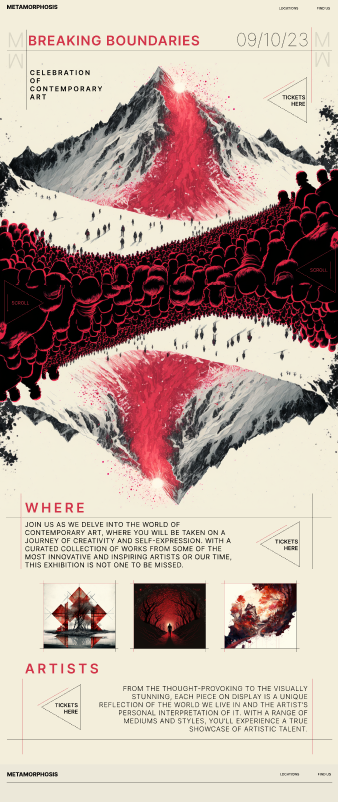 METAMORPHOSIS
LOCATIONS
FIND US
M
BREAKING BOUNDARIES
09/10/23
M
M
M
CELEBRATION
OF
CONTEMPORARY
ART
TICKETS
HERE
SCROLL
SCROLL
WHERE
JOIN US AS WE DELVE INTO THE WORLD OF
CONTEMPORARY ART, WHERE YOU WILL BE TAKEN ON A
JOURNEY OF CREATIVITY AND SELF-EXPRESSION. WITH A
CURATED COLLECTION OF WORKS FROM SOME OF THE
MOST INNOVATIVE AND INSPIRING ARTISTS OR OUR TIME,
THIS EXHIBITION IS NOT ONE TO BE MISSED.
TICKETS
HERE
ARTISTS
TICKETS
HERE
FROM THE THOUGHT-PROVOKING TO THE VISUALLY
STUNNING, EACH PIECE ON DISPLAY IS A UNIQUE
REFLECTION OF THE WORLD WE LIVE IN AND THE ARTIST'S
PERSONAL INTERPRETATION OF IT. WITH A RANGE OF
MEDIUMS AND STYLES, YOU'LL EXPERIENCE A TRUE
SHOWCASE OF ARTISTIC TALENT.
METAMORPHOSIS
LOCATIONS
FIND US